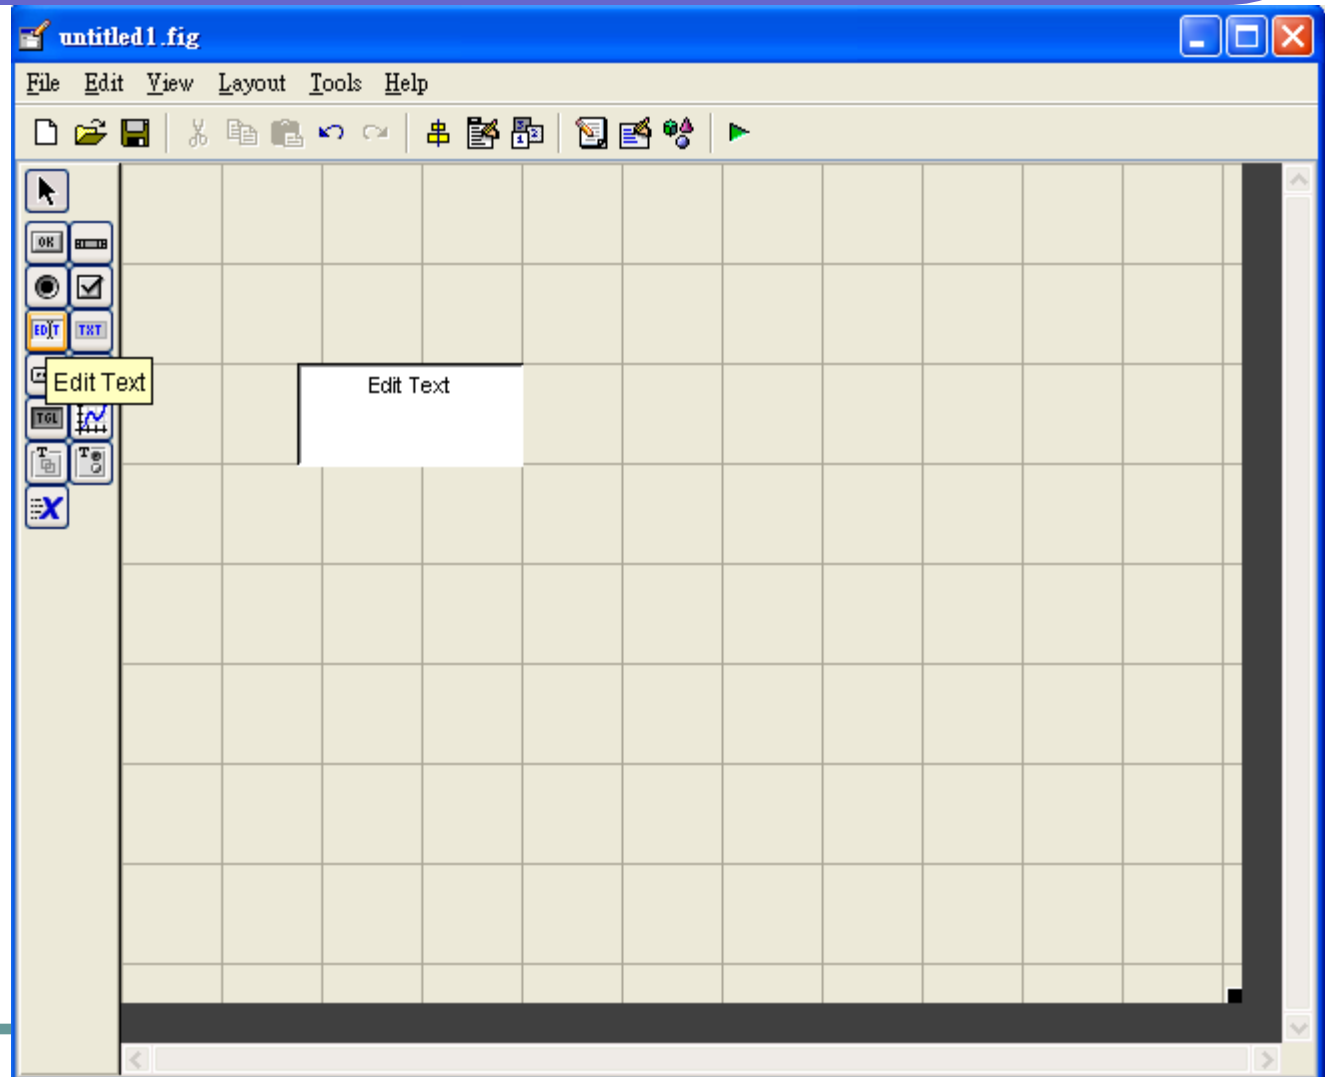 untitled1.fig
File Edit View Layout Tools Help
OK
EDIT TXT
Edit Text
Edit Text
TGL
T T
X